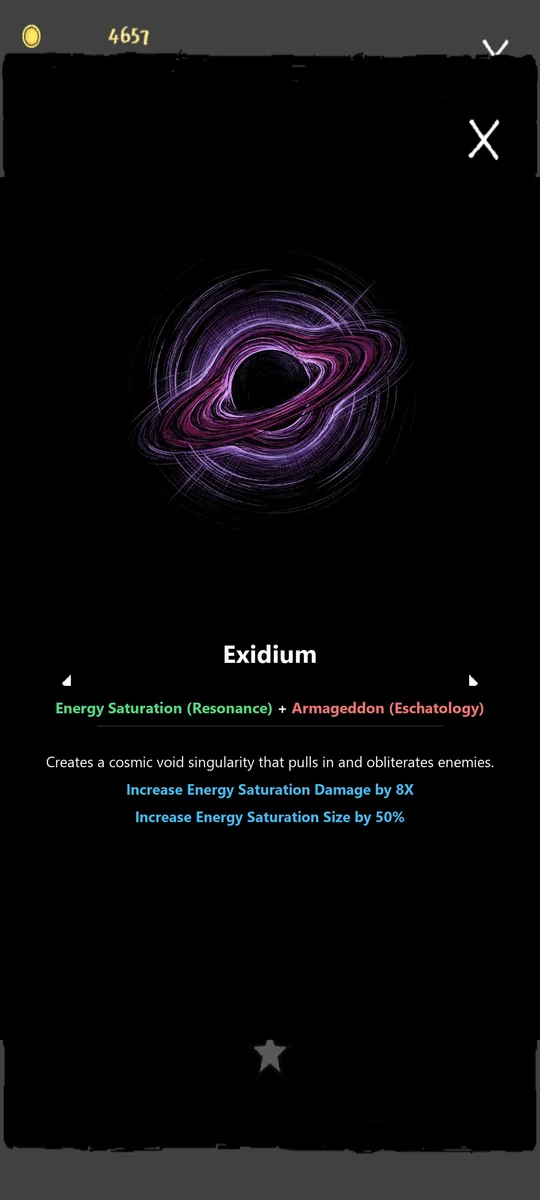 4657
X
Exidium
Energy Saturation (Resonance) + Armageddon (Eschatology)
Creates a cosmic void singularity that pulls in and obliterates enemies.
Increase Energy Saturation Damage by 8X
Increase Energy Saturation Size by 50%